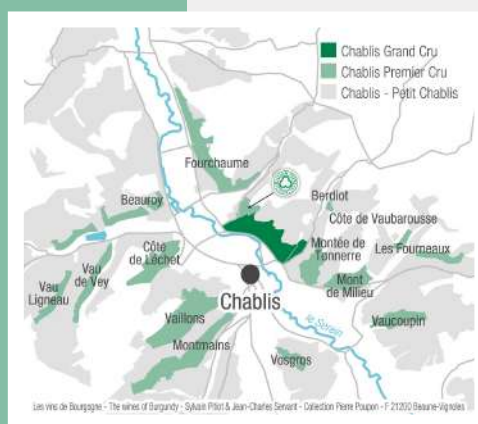 Chablis Grand Cru
Chablis Premier Cru
Chablis - Petit Chablis
Fourchaume
Beauroy
Berdiot
Côte de Vaubarousse
Montée de
Tonnerre
Les Fourneaux
Côte
de Léchet
Vau
de Vey
Vau
Ligneau
Mont
de Milieu
Chablis
Vaillons
le Serein
Vaucoupin
Montmains
Vosgros
Les vins de Bourgogne - The wines of Burgundy - Sylvain Pitiot & Jean-Charles Servant - Collection Pierre Poupon - F 21200 Beaune-Vignoles